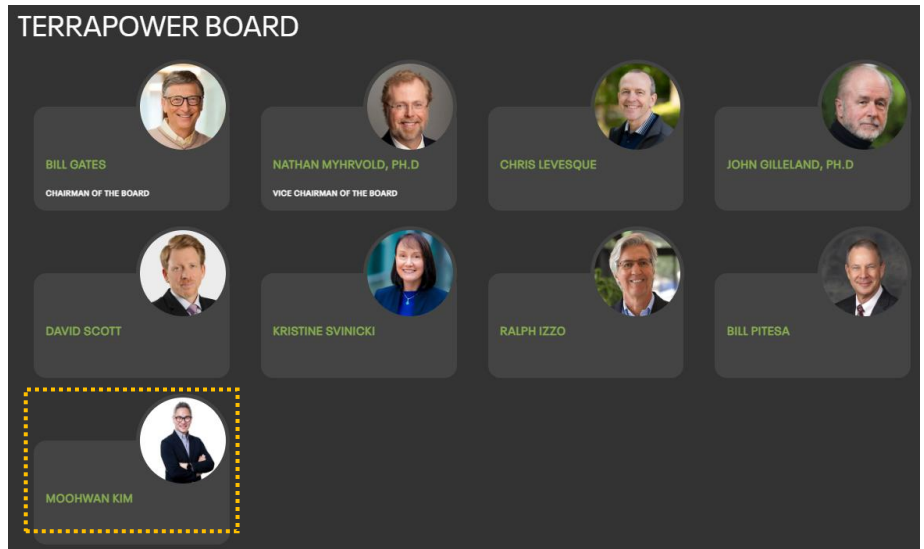 TERRAPOWER BOARD
BILL GATES
CHAIRMAN OF THE BOARD
NATHAN MYHRVOLD, PH.D
VICE CHAIRMAN OF THE BOARD
CHRIS LEVESQUE
JOHN GILLELAND, PH.D
DAVID SCOTT
KRISTINE SVINICKI
RALPH IZZO
BILL PITESA
MOOHWAN KIM